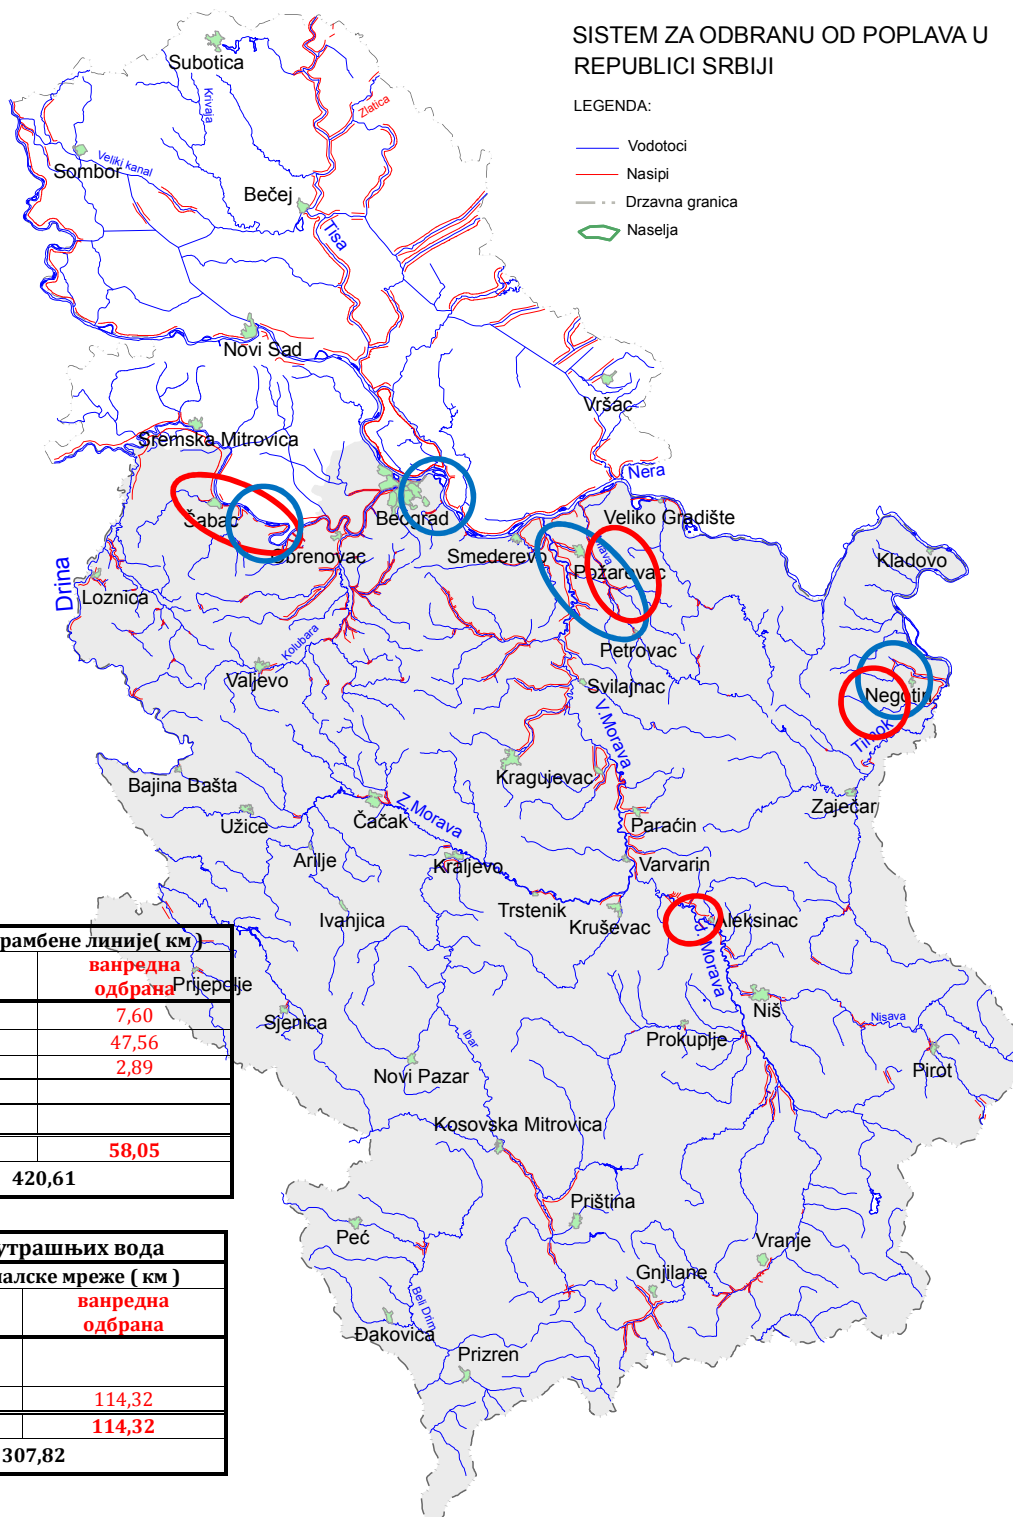 SISTEM ZA ODBRANU OD POPLAVA U
REPUBLICI SRBIJI
LEGENDA:
Vodotoci
Nasipi
Drzavna granica
Naselja
Subotica
Krivaja
Zlatica
Sombor
Veliki kanal
Bečej
Tisa
Novi Sad
Vršac
Sremska Mitrovica
Nera
Šabac
Beograd
Veliko Gradište
Obrenovac
Smederevo
Kladovo
Požarevac
Drina
Loznica
Kolubara
Petrovac
Valjevo
Svilajnac
Negotin
V.Morava
Timok
Bajina Bašta
Kragujevac
Zaječar
Užice
Čačak
Z.Morava
Paraćin
Arilje
Kraljevo
Varvarin
Ivanjica
Trstenik
Kruševac
Aleksinac
J.Morava
рамбене линије( км )
ванредна
одбрана
Prijepolje
7,60
Sjenica
Niš
Nisava
47,56
Ibar
Prokuplje
2,89
Novi Pazar
Pirot
Kosovska Mitrovica
58,05
420,61
Priština
Peć
утрашњих вода
Vranje
алске мреже ( км )
Gnjilane
ванредна
одбрана
Beli Drim
Đakovica
Prizren
114,32
114,32
307,82